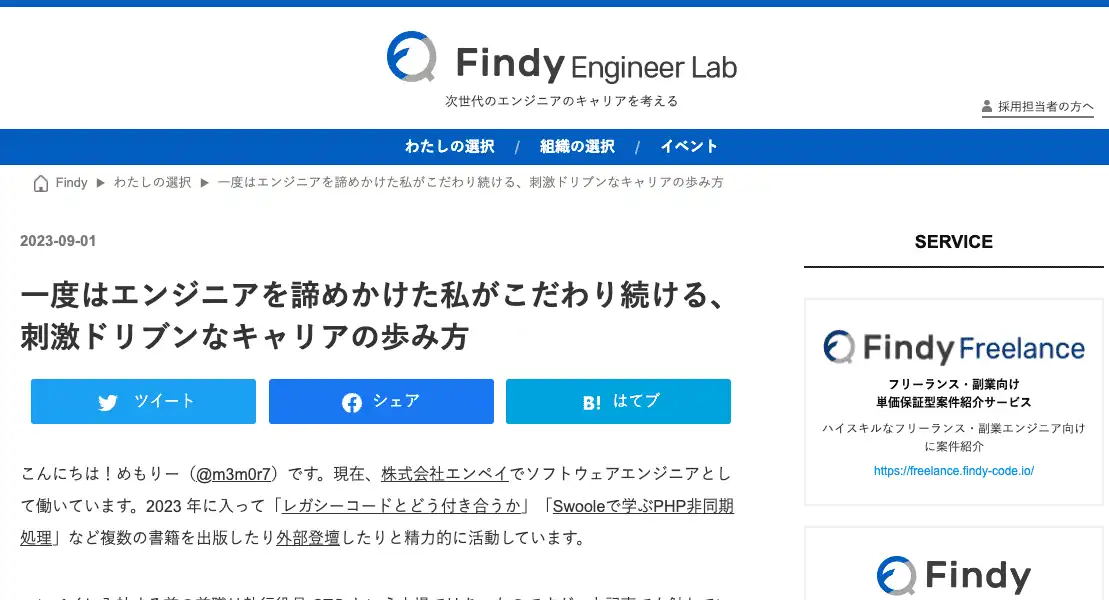 Findy Engineer Lab
次世代のエンジニアのキャリアを考える
採用担当者の方へ
わたしの選択 / 組織の選択 / イベント
Findy ▶ わたしの選択 ▶ 一度はエンジニアを諦めかけた私がこだわり続ける、刺激ドリブンなキャリアの歩み方
2023-09-01
一度はエンジニアを諦めかけた私がこだわり続ける、
刺激ドリブンなキャリアの歩み方
ツイート
シェア
B! はてブ
こんにちは！めもりー（@m3m0r7）です。現在、株式会社エンペイでソフトウェアエンジニアとし
て働いています。2023 年に入って「レガシーコードとどう付き合うか」「Swooleで学ぶPHP非同期
処理」など複数の書籍を出版したり外部登壇したりと精力的に活動しています。
SERVICE
Findy Freelance
フリーランス・副業向け
単価保証型案件紹介サービス
ハイスキルなフリーランス・副業エンジニア向け
に案件紹介
https://freelance.findy-code.io/
Findy